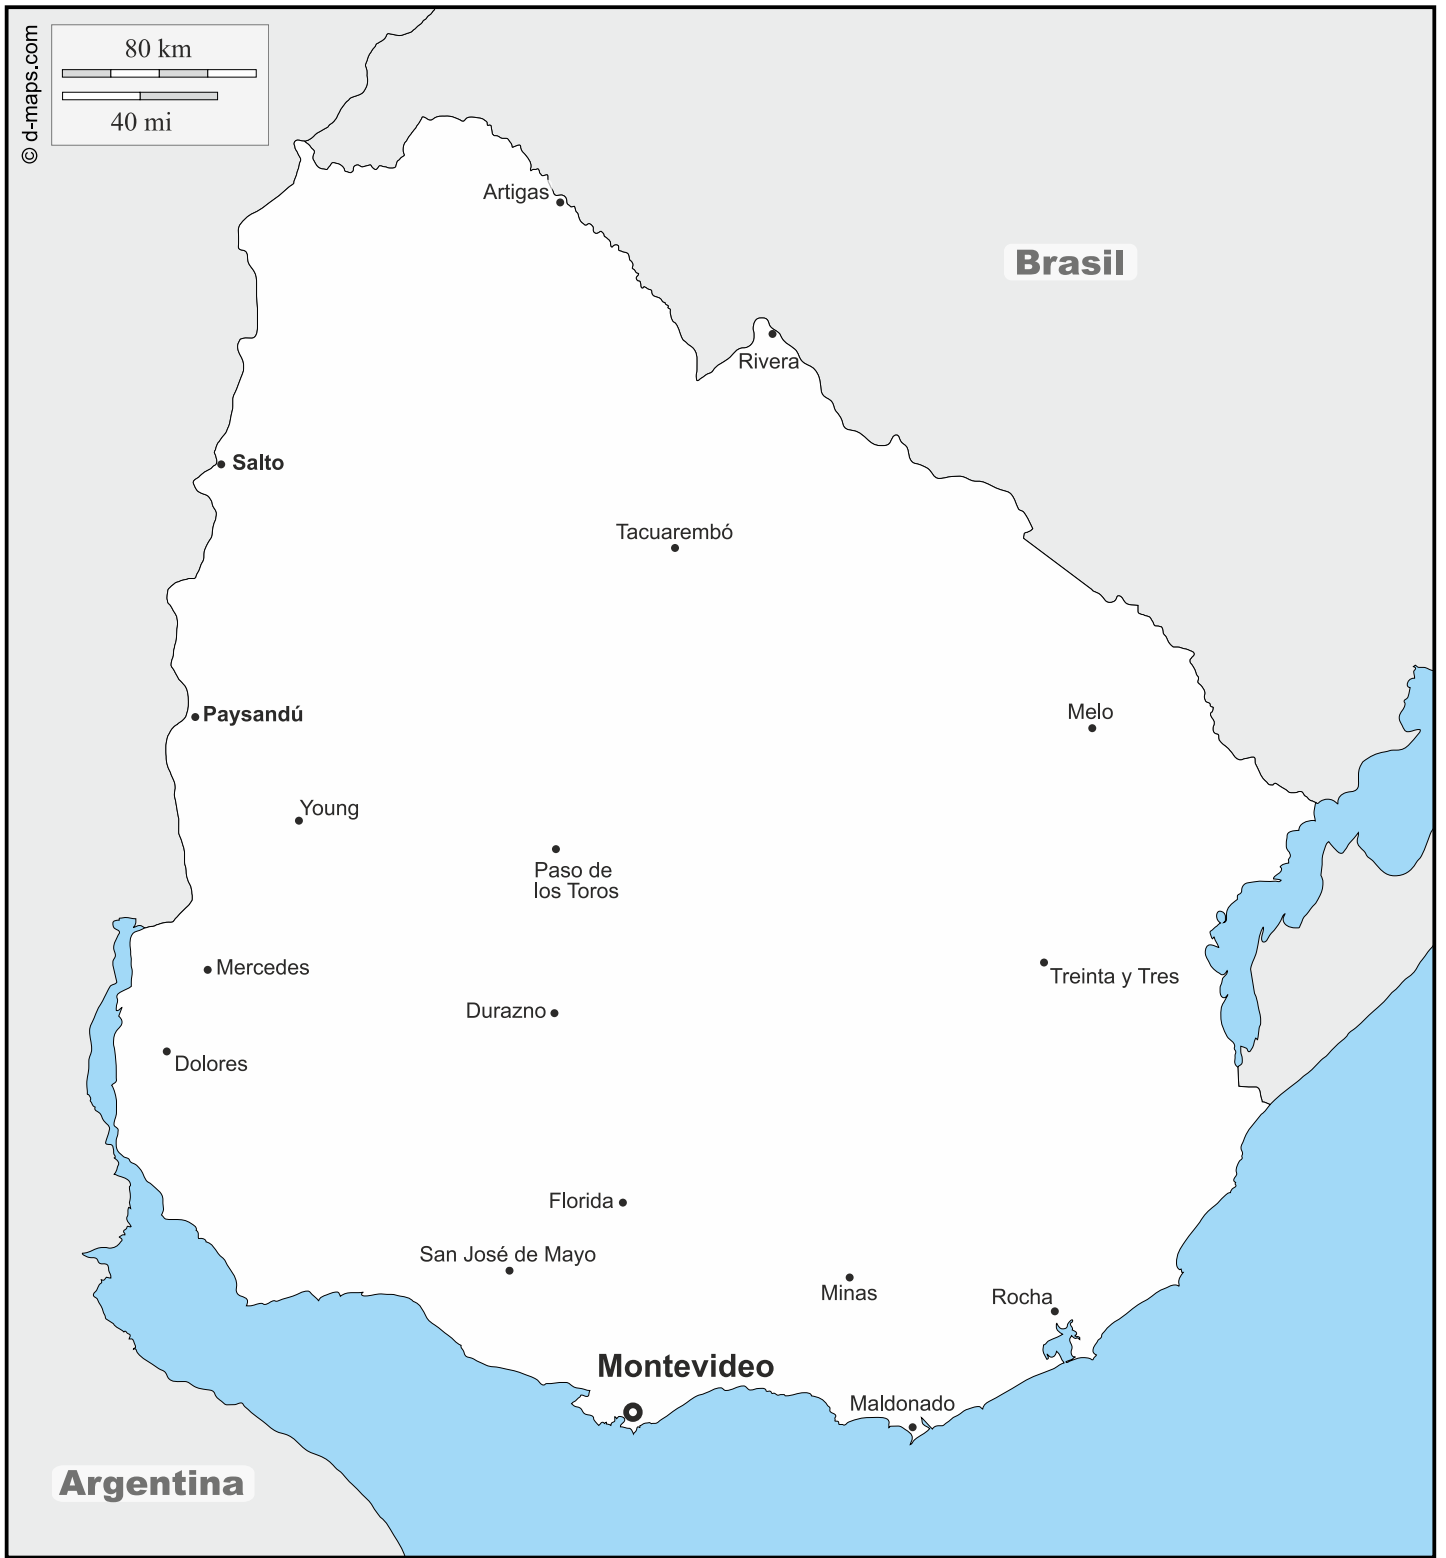 © d-maps.com
80 km
40 mi
Artigas
Brasil
Rivera
Salto
Tacuarembó
Paysandú
Melo
Young
Paso de
los Toros
Mercedes
Treinta y Tres
Durazno
Dolores
Florida
San José de Mayo
Minas
Rocha
Montevideo
Maldonado
Argentina